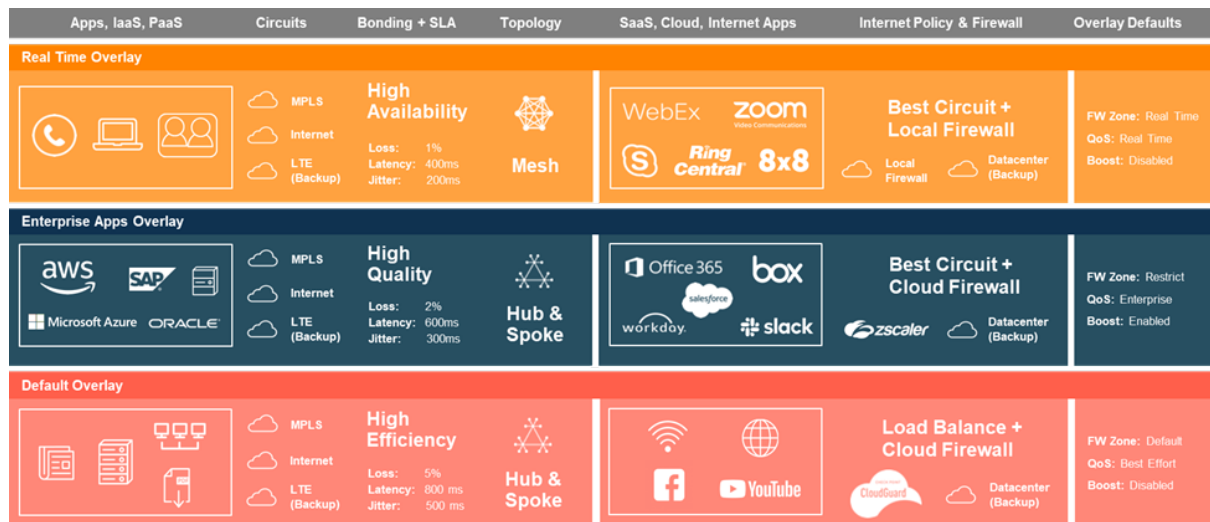 Apps, IaaS, PaaS
Circuits
Bonding + SLA
Topology
SaaS, Cloud, Internet Apps
Internet Policy & Firewall
Overlay Defaults
Real Time Overlay
MPLS
Internet
LTE
(Backup)
High
Availability
Loss: 1%
Latency: 400ms
Jitter: 200ms
Mesh
WebEx
zoom
Video Communications
S
Ring
Central
8x8
Best Circuit +
Local Firewall
Local
Firewall
Datacenter
(Backup)
FW Zone: Real Time
QoS: Real Time
Boost: Disabled
Enterprise Apps Overlay
aws
SAP
Microsoft Azure
ORACLE
MPLS
Internet
LTE
(Backup)
High
Quality
Loss: 2%
Latency: 600ms
Jitter: 300ms
Hub &
Spoke
Office 365
box
salesforce
workday.
slack
Best Circuit +
Cloud Firewall
zscaler
Datacenter
(Backup)
FW Zone: Restrict
QoS: Enterprise
Boost: Enabled
Default Overlay
PDF
MPLS
Internet
LTE
(Backup)
High
Efficiency
Loss: 5%
Latency: 800 ms
Jitter: 500 ms
Hub &
Spoke
f
YouTube
Load Balance +
Cloud Firewall
CloudGuard
Datacenter
(Backup)
FW Zone: Default
QoS: Best Effort
Boost: Disabled